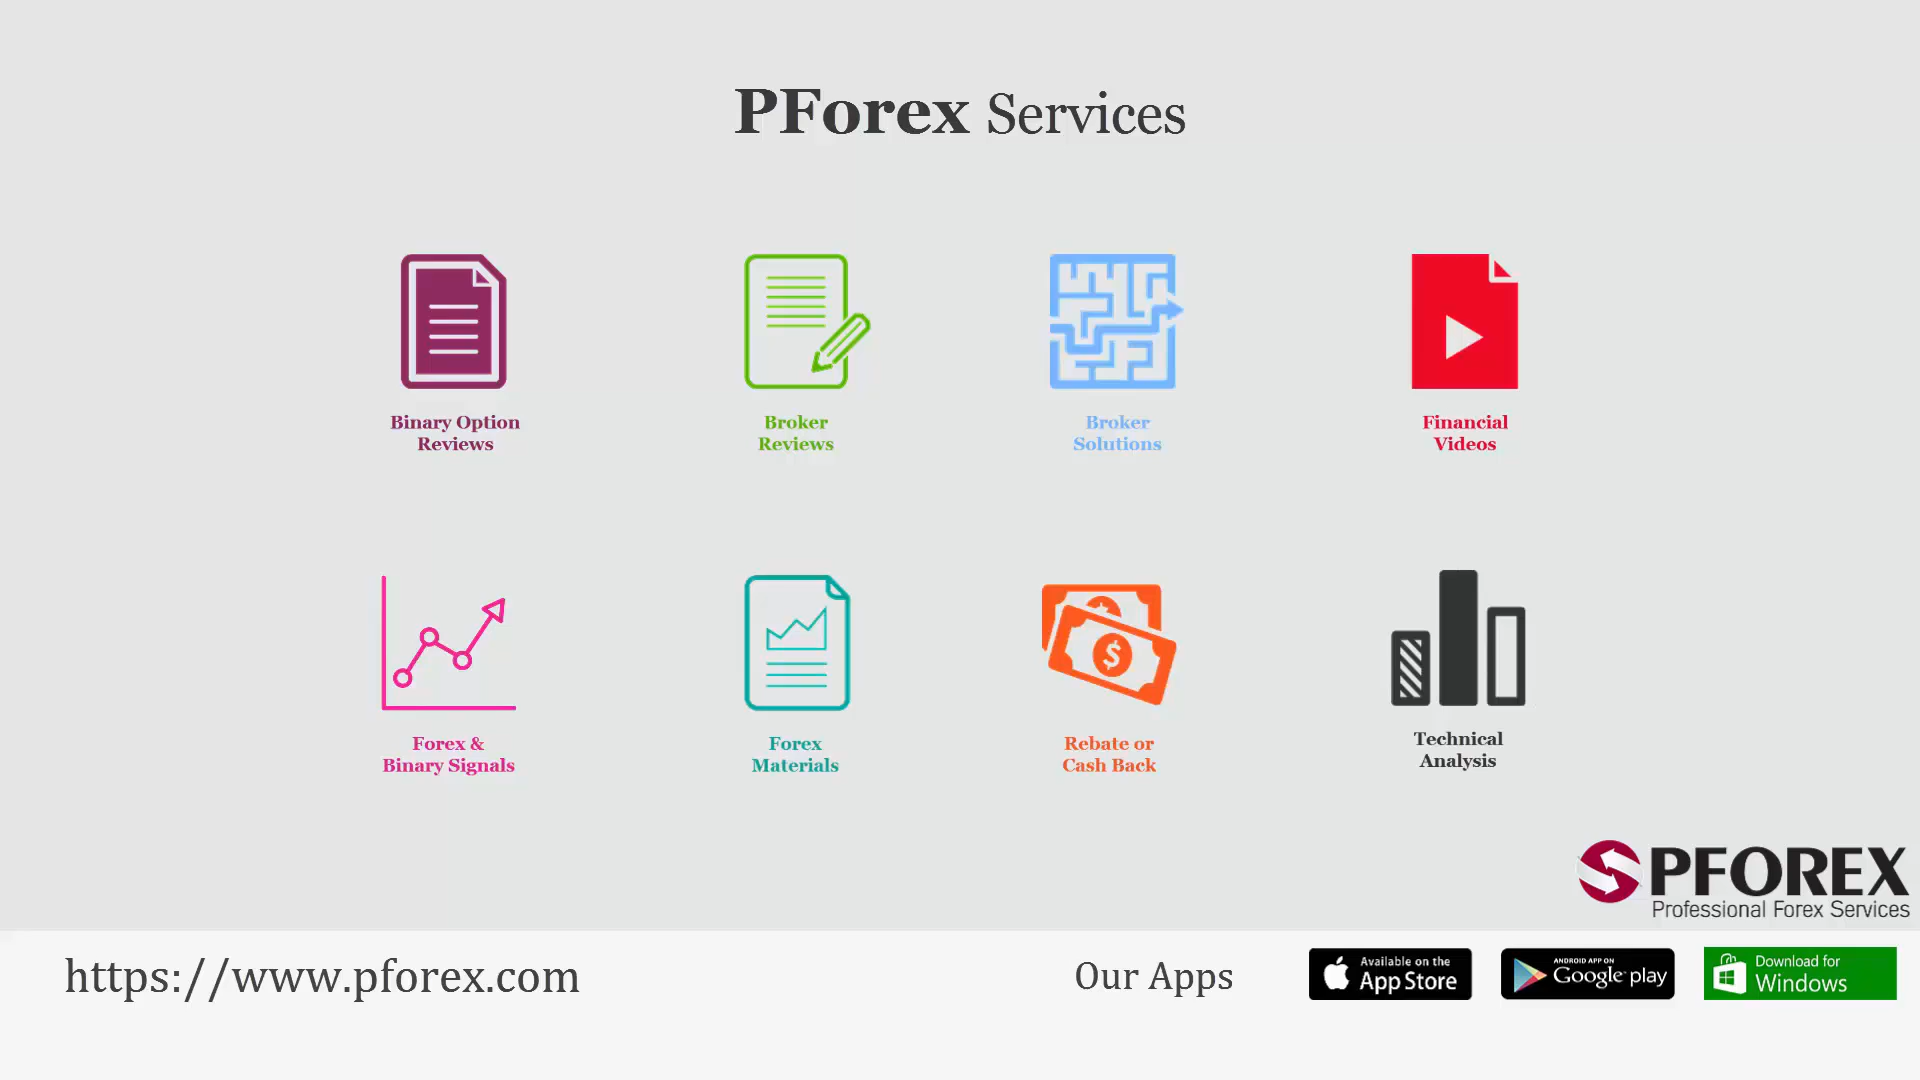 PForex Services
Binary Option
Reviews
Broker
Reviews
Broker
Solutions
Financial
Videos
Forex &
Binary Signals
Forex
Materials
Rebate or
Cash Back
Technical
Analysis
PFOREX
Professional Forex Services
https://www.pforex.com
Our Apps
Available on the
App Store
ANDROID APP ON
Google play
Download for
Windows